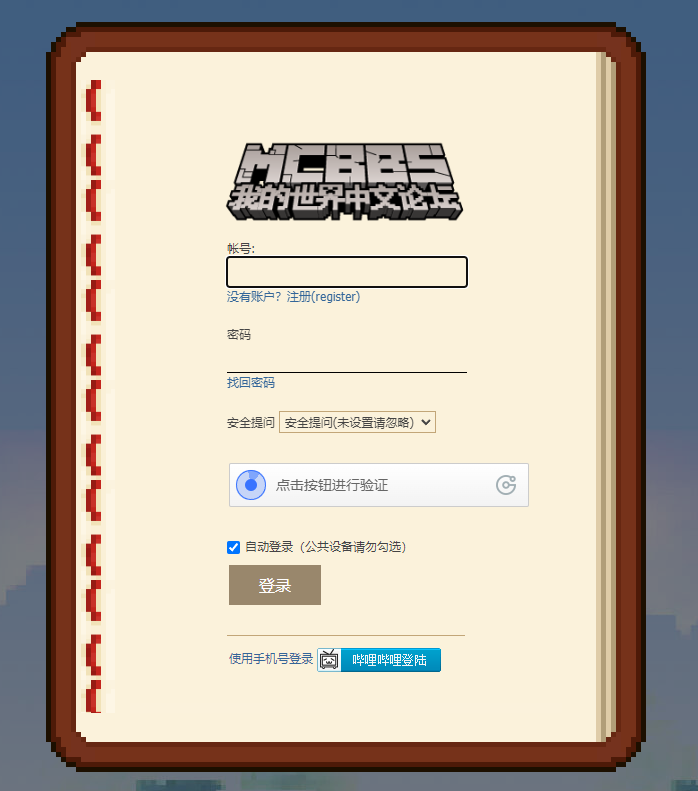 MCBBS
我的世界中文论坛
帐号:
没有账户? 注册(register)
密码
找回密码
安全提问 安全提问(未设置请忽略)
点击按钮进行验证
自动登录（公共设备请勿勾选）
登录
使用手机号登录 哔哩哔哩登陆